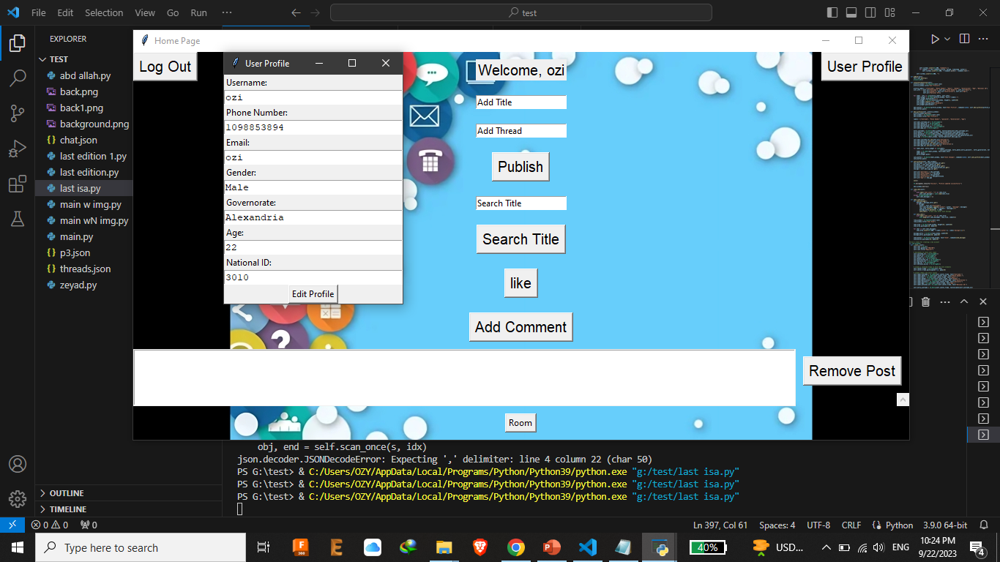 File Edit Selection View Go Run ··· test
EXPLORER
TEST
abd allah.py
back.png
back1.png
background.png
chat.json
last edition 1.py
last edition.py
last isa.py
main w img.py
main wN img.py
main.py
p3.json
threads.json
zeyad.py
OUTLINE
TIMELINE
Home Page
Log Out
User Profile
Welcome, ozi
Add Title
Add Thread
Publish
Search Title
Search Title
like
Add Comment
Remove Post
Room
User Profile
Username:
ozi
Phone Number:
1098853894
Email:
ozi
Gender:
Male
Governorate:
Alexandria
Age:
22
National ID:
3010
Edit Profile
obj, end = self.scan_once(s, idx)
json.decoder.JSONDecodeError: Expecting ',' delimiter: line 4 column 22 (char 50)
PS G:\test> & C:/Users/OZY/AppData/Local/Programs/Python/Python39/python.exe "g:/test/last isa.py"
PS G:\test> & C:/Users/OZY/AppData/Local/Programs/Python/Python39/python.exe "g:/test/last isa.py"
PS G:\test> & C:/Users/OZY/AppData/Local/Programs/Python/Python39/python.exe "g:/test/last isa.py"
0 0 0 Ln 397, Col 61 Spaces: 4 UTF-8 CRLF Python 3.9.0 64-bit
Type here to search
40%
USD...
ENG
10:24 PM
9/22/2023
4